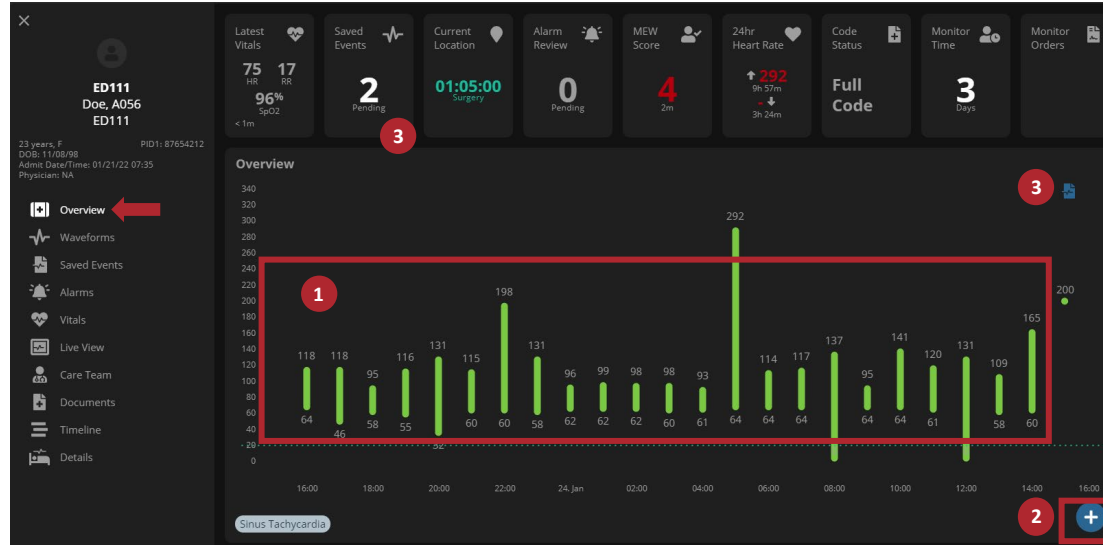 ED111
Doe, A056
ED111
23 years, F PID1: 87654212
DOB: 11/08/98
Admit Date/Time: 01/21/22 07:35
Physician: NA
Overview
Waveforms
Saved Events
Alarms
Vitals
Live View
Care Team
Documents
Timeline
Details
Latest
Vitals
75 17
HR RR
96%
SpO2
< 1m
Saved
Events
2
Pending
3
Current
Location
01:05:00
Surgery
Alarm
Review
0
Pending
MEW
Score
4
2m
24hr
Heart Rate
292
9h 57m
-
3h 24m
Code
Status
Full
Code
Monitor
Time
3
Days
Monitor
Orders
Overview
3
340
320
300
280
260
240
220
200
180
160
140
120
100
80
60
40
20
0
1
118 118 95 116 131 115 198 131 96 99 98 98 93 292 114 117 137 95 141 120 131 109 165 200
64 46 58 55 32 60 60 58 62 62 62 60 61 64 64 64 64 64 61 58 60
16:00 18:00 20:00 22:00 24. Jan 02:00 04:00 06:00 08:00 10:00 12:00 14:00 16:00
Sinus Tachycardia
2